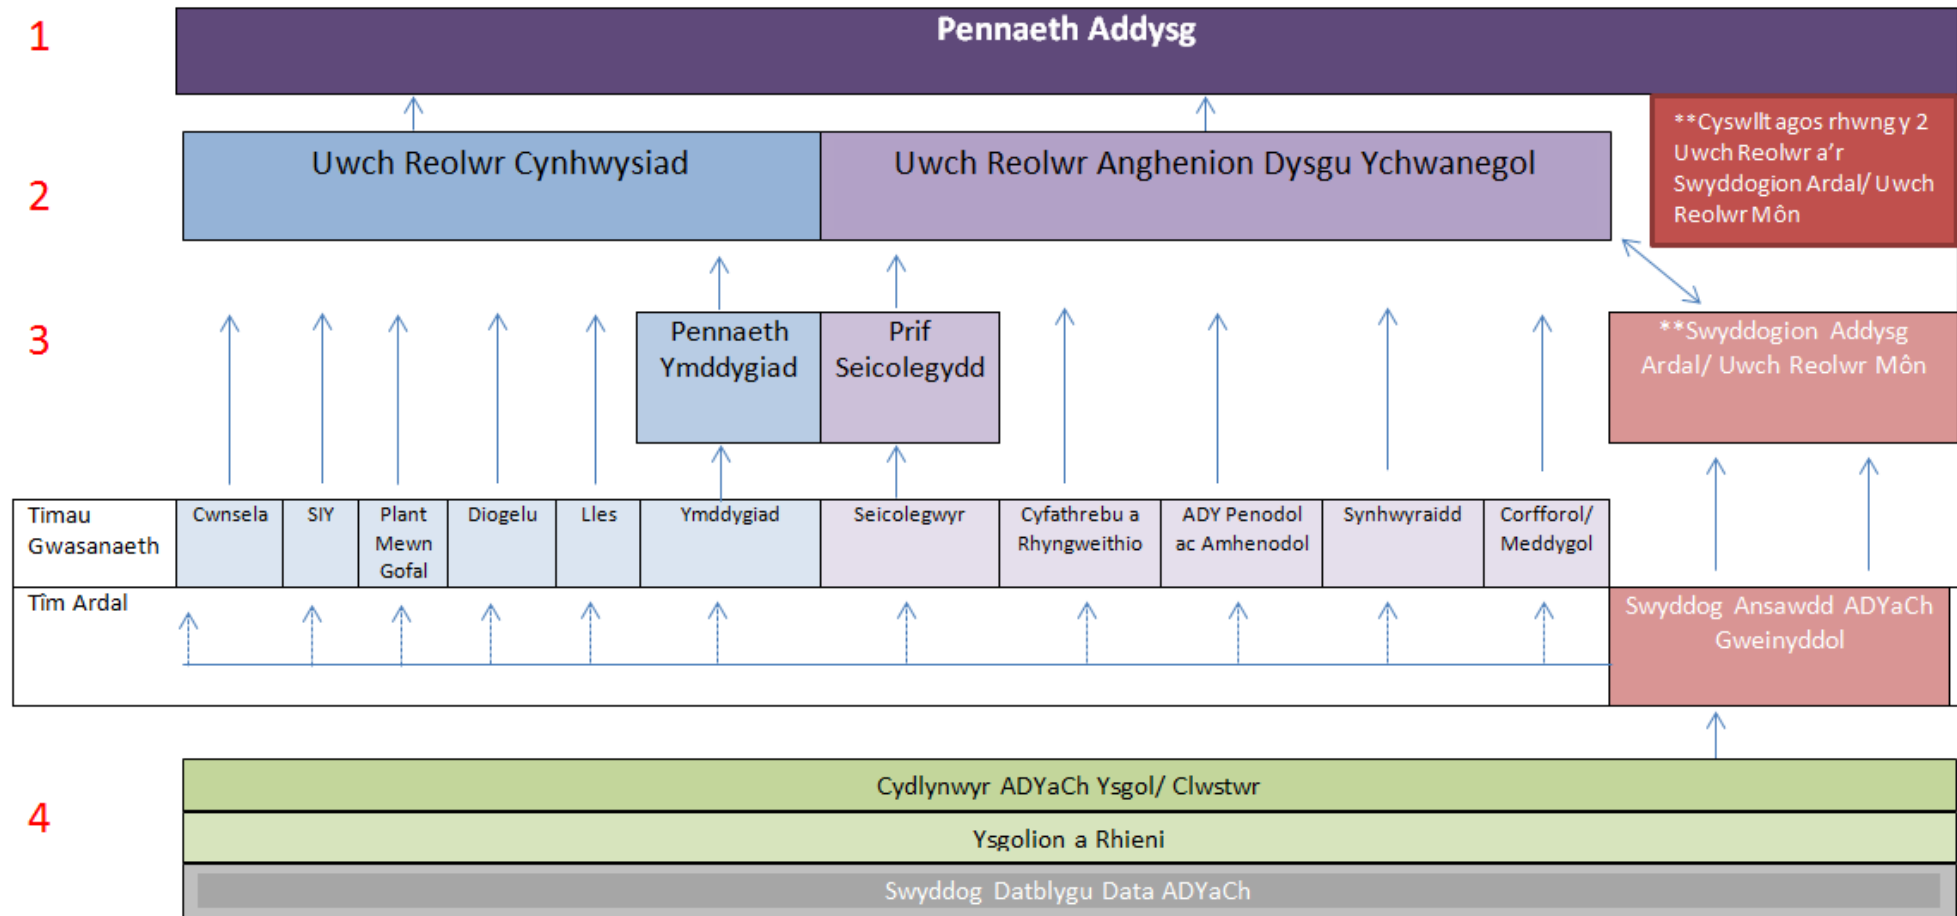 1
Pennaeth Addysg
2
Uwch Reolwr Cynhwysiad
Uwch Reolwr Anghenion Dysgu Ychwanegol
**Cyswllt agos rhwng y 2
Uwch Reolwr a'r
Swyddogion Ardal/ Uwch
Reolwr Môn
3
Pennaeth
Ymddygiad
Prif
Seicolegydd
**Swyddogion Addysg
Ardal/ Uwch Reolwr Môn
Timau
Gwasanaeth
Cwnsela
SIY
Plant
Mewn
Gofal
Diogelu
Lles
Ymddygiad
Seicolegwyr
Cyfathrebu a
Rhyngweithio
ADY Penodol
ac Amhenodol
Synhwyraidd
Corfforol/
Meddygol
Tîm Ardal
Swyddog Ansawdd ADYaCh
Gweinyddol
4
Cydlynwyr ADYaCh Ysgol/ Clwstwr
Ysgolion a Rhieni
Swyddog Datblygu Data ADYaCh